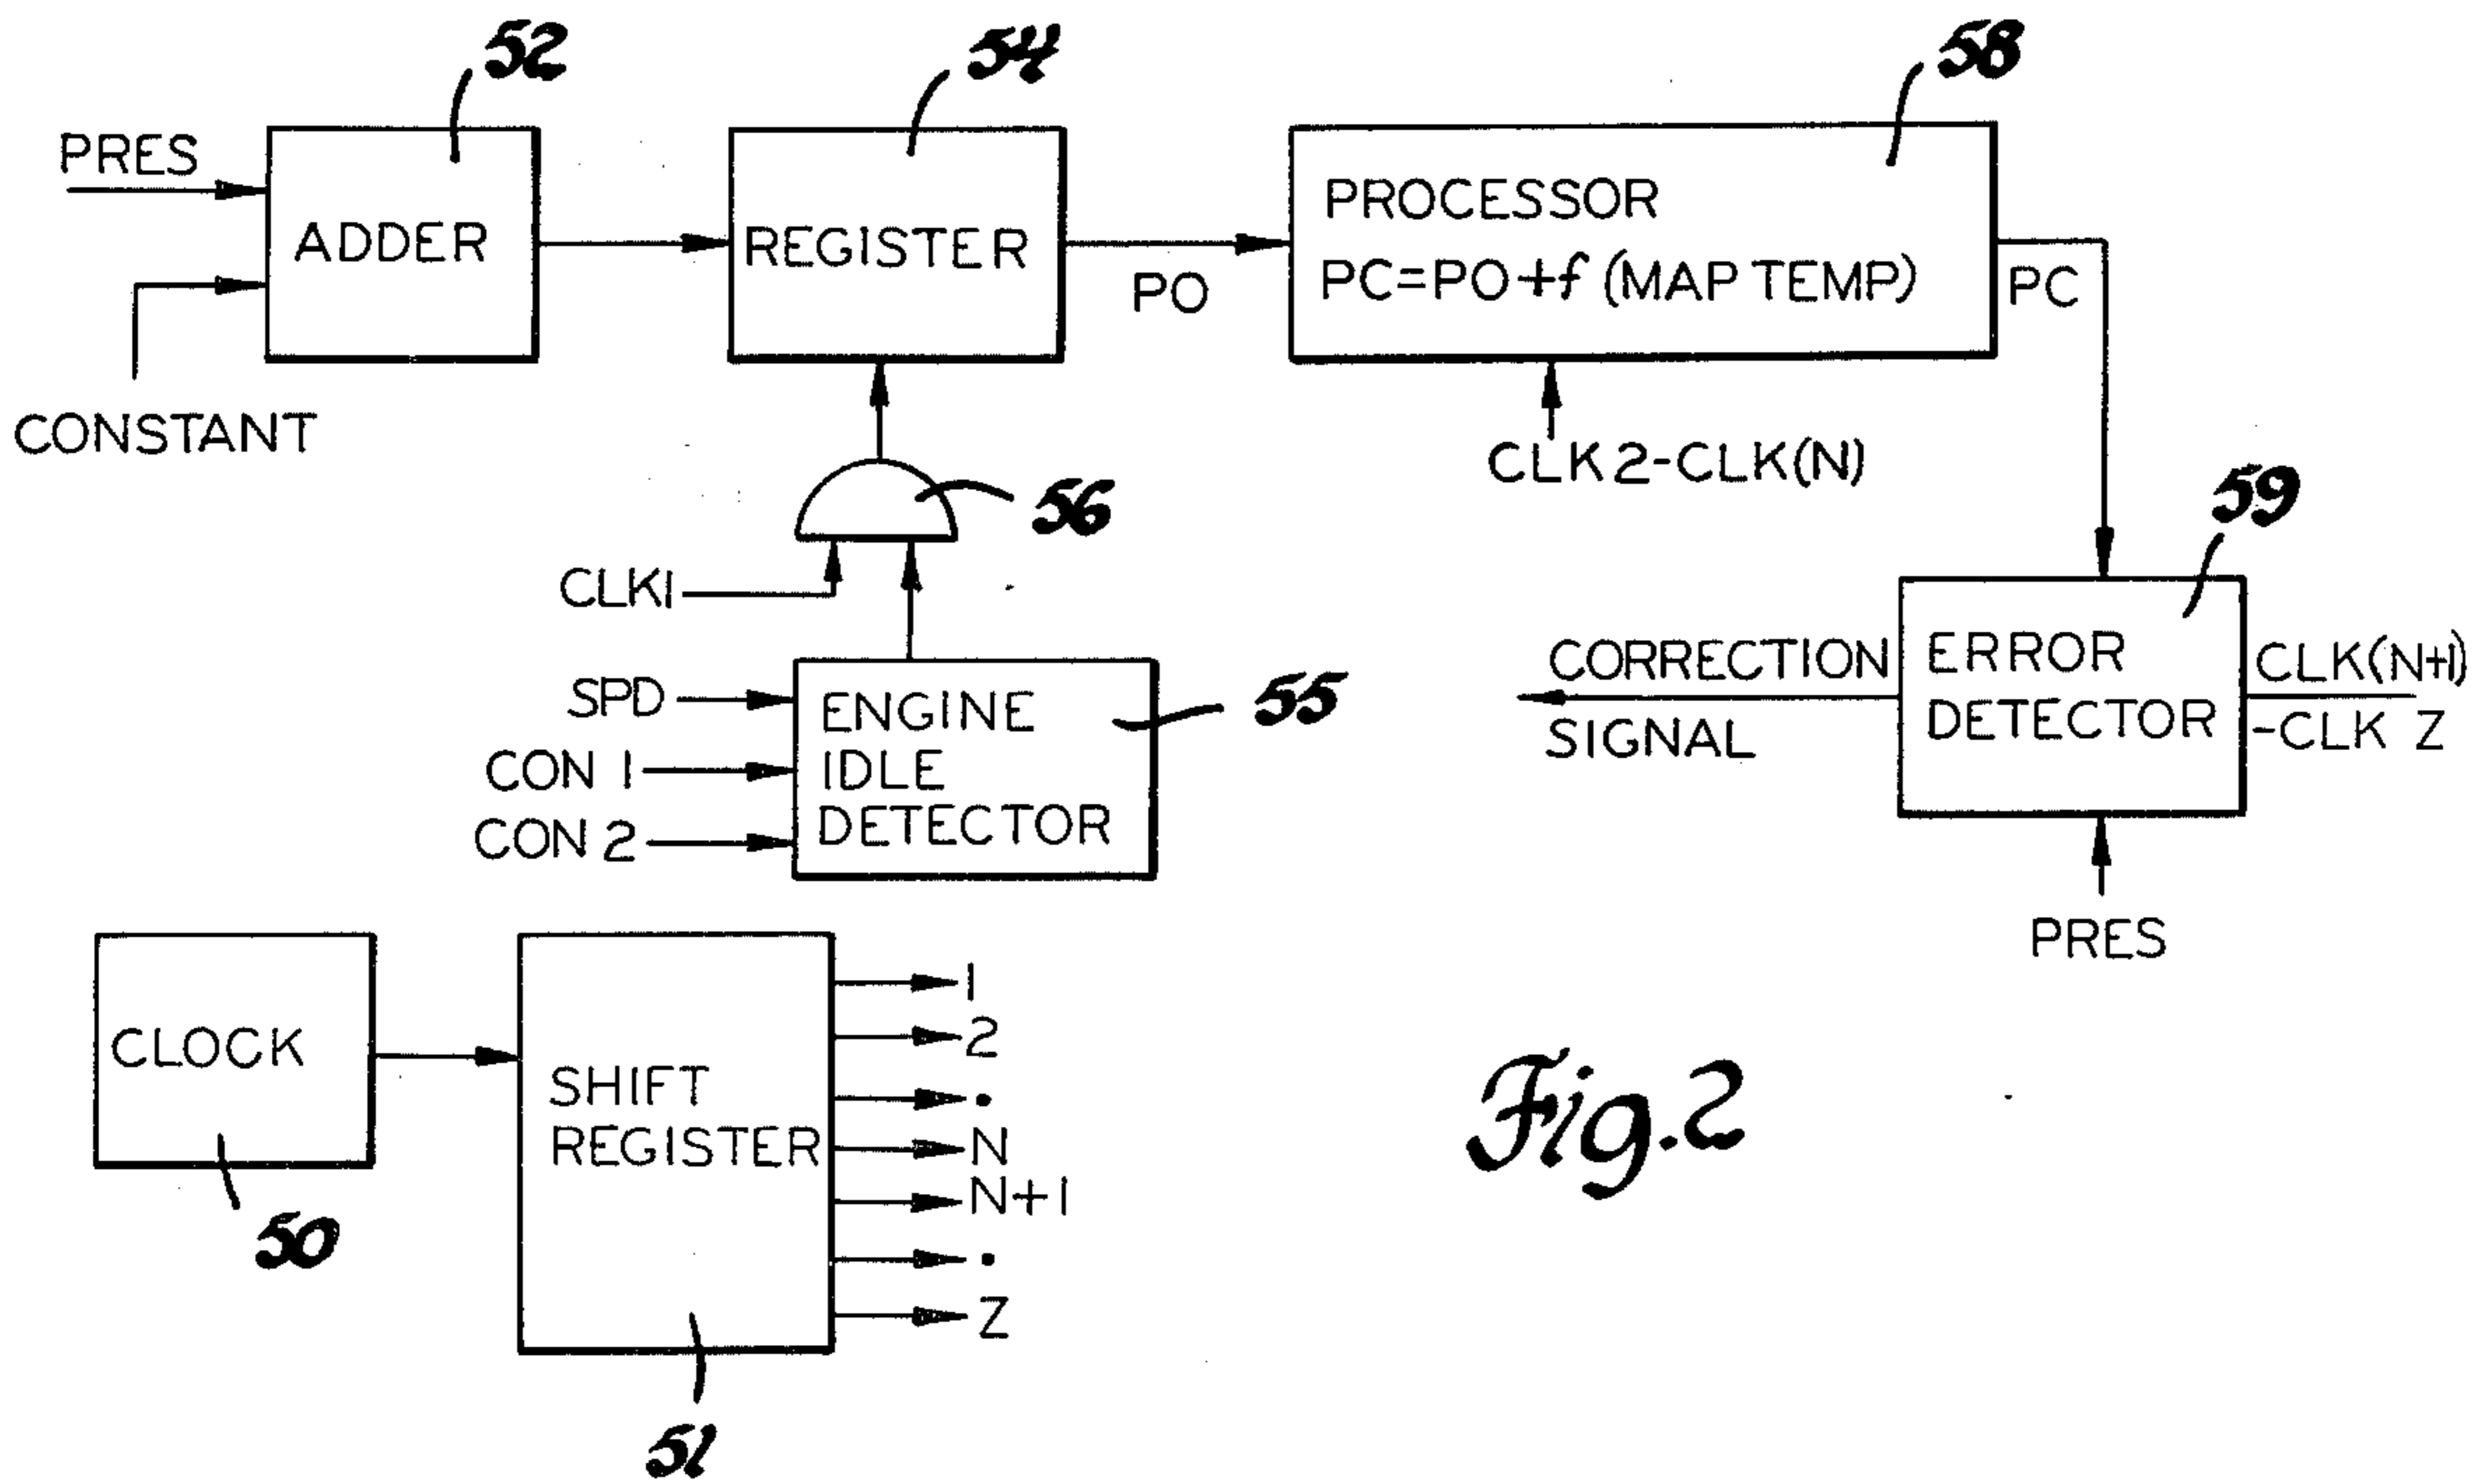 52
54
58
PRES
ADDER
CONSTANT
REGISTER
PO
PROCESSOR
PC=PO+f (MAP TEMP)
PC
CLK 2-CLK(N)
56
CLK1
59
ERROR
DETECTOR
CORRECTION
SIGNAL
CLK(N+1)
-CLK Z
PRES
SPD
CON 1
CON 2
ENGINE
IDLE
DETECTOR
55
CLOCK
50
SHIFT
REGISTER
51
1
2
.
N
N+1
.
Z
Fig.2